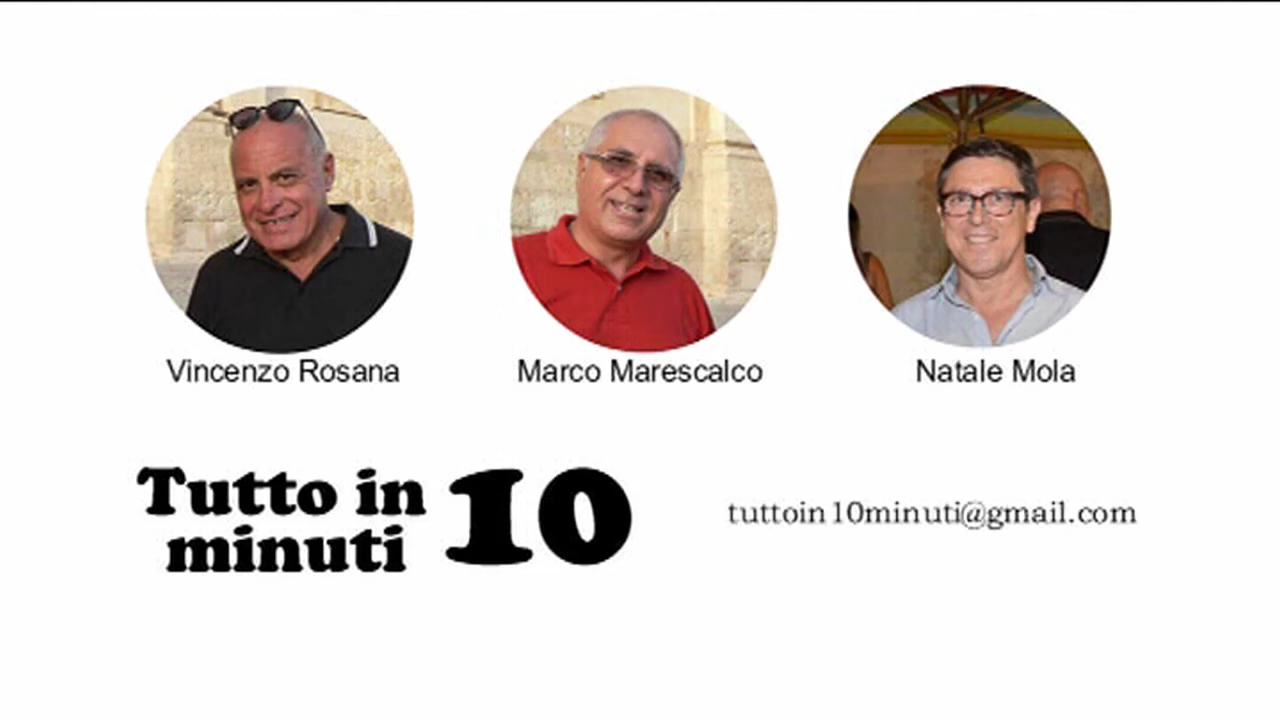 Vincenzo Rosana
Marco Marescalco
Natale Mola
Tutto in 10
minuti
tuttoin10minuti@gmail.com